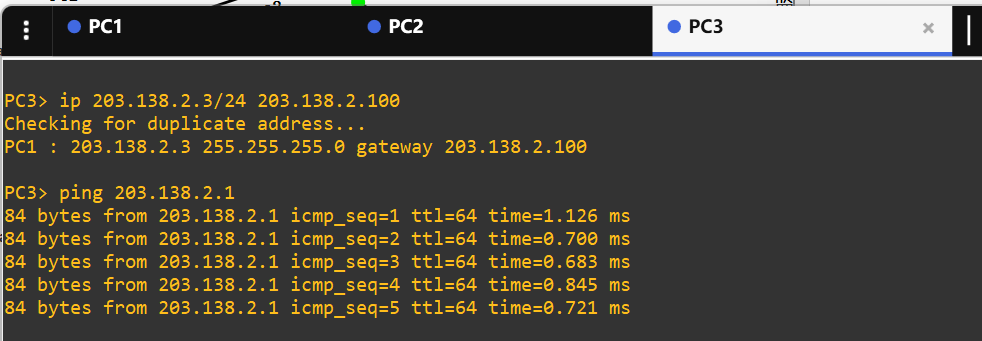 PC1 PC2 PC3 ×
PC3> ip 203.138.2.3/24 203.138.2.100
Checking for duplicate address...
PC1 : 203.138.2.3 255.255.255.0 gateway 203.138.2.100
PC3> ping 203.138.2.1
84 bytes from 203.138.2.1 icmp_seq=1 ttl=64 time=1.126 ms
84 bytes from 203.138.2.1 icmp_seq=2 ttl=64 time=0.700 ms
84 bytes from 203.138.2.1 icmp_seq=3 ttl=64 time=0.683 ms
84 bytes from 203.138.2.1 icmp_seq=4 ttl=64 time=0.845 ms
84 bytes from 203.138.2.1 icmp_seq=5 ttl=64 time=0.721 ms